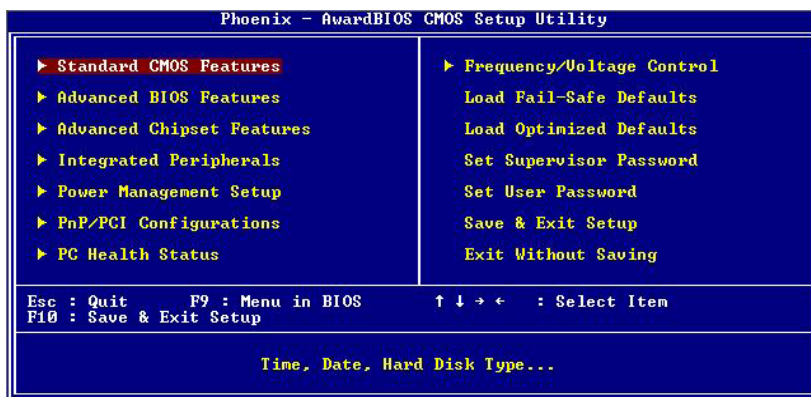 Phoenix - AwardBIOS CMOS Setup Utility
▶ Standard CMOS Features
▶ Advanced BIOS Features
▶ Advanced Chipset Features
▶ Integrated Peripherals
▶ Power Management Setup
▶ PnP/PCI Configurations
▶ PC Health Status
▶ Frequency/Voltage Control
Load Fail-Safe Defaults
Load Optimized Defaults
Set Supervisor Password
Set User Password
Save & Exit Setup
Exit Without Saving
Esc : Quit F9 : Menu in BIOS ↑ ↓ → ← : Select Item
F10 : Save & Exit Setup
Time, Date, Hard Disk Type...